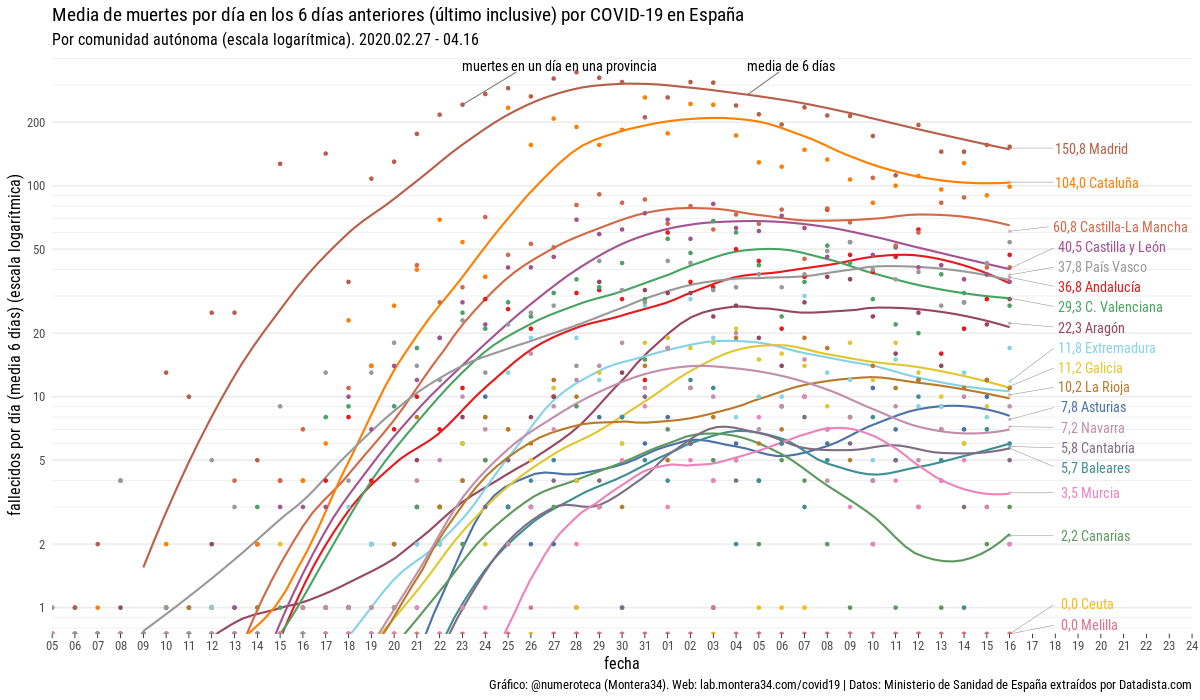 Media de muertes por día en los 6 días anteriores (último inclusive) por COVID-19 en España
Por comunidad autónoma (escala logarítmica). 2020.02.27 - 04.16
muertes en un día en una provincia
media de 6 días
fallecidos por día (media 6 días) (escala logarítmica)
200
100
50
40
30
20
10
5
4
3
2
1
150,8 Madrid
104,0 Cataluña
60,8 Castilla-La Mancha
40,5 Castilla y León
37,8 País Vasco
36,8 Andalucía
29,3 C. Valenciana
22,3 Aragón
11,8 Extremadura
11,2 Galicia
10,2 La Rioja
7,8 Asturias
7,2 Navarra
5,8 Cantabria
5,7 Baleares
3,5 Murcia
2,2 Canarias
0,0 Ceuta
0,0 Melilla
05 06 07 08 09 10 11 12 13 14 15 16 17 18 19 20 21 22 23 24 25 26 27 28 29 30 31 01 02 03 04 05 06 07 08 09 10 11 12 13 14 15 16 17 18 19 20 21 22 23 24
fecha
Gráfico: @numeroteca (Montera34). Web: lab.montera34.com/covid19 | Datos: Ministerio de Sanidad de España extraídos por Datadista.com